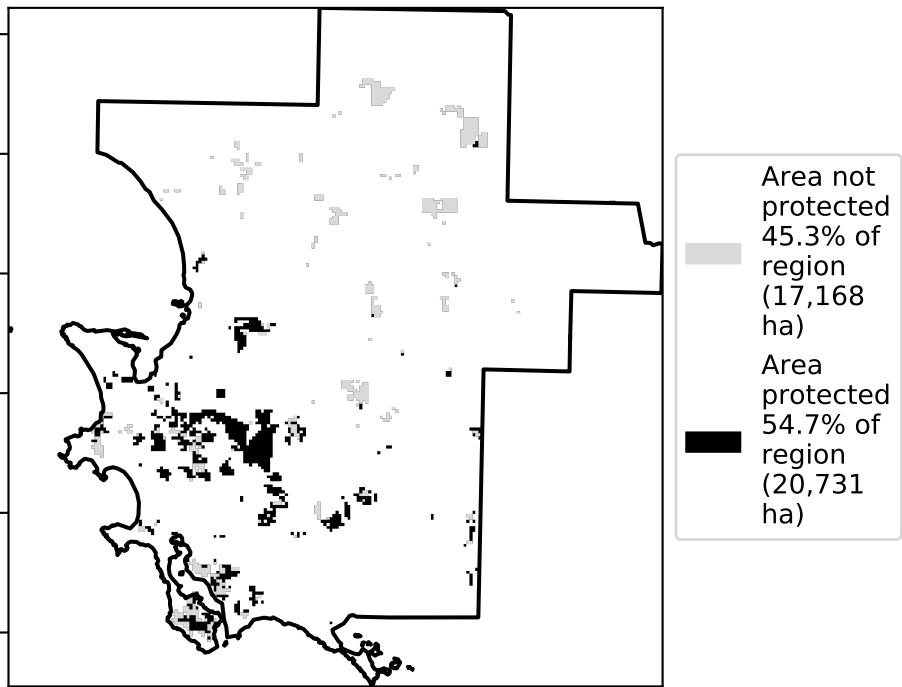 Area not
protected
45.3% of
region
(17,168
ha)
Area
protected
54.7% of
region
(20,731
ha)